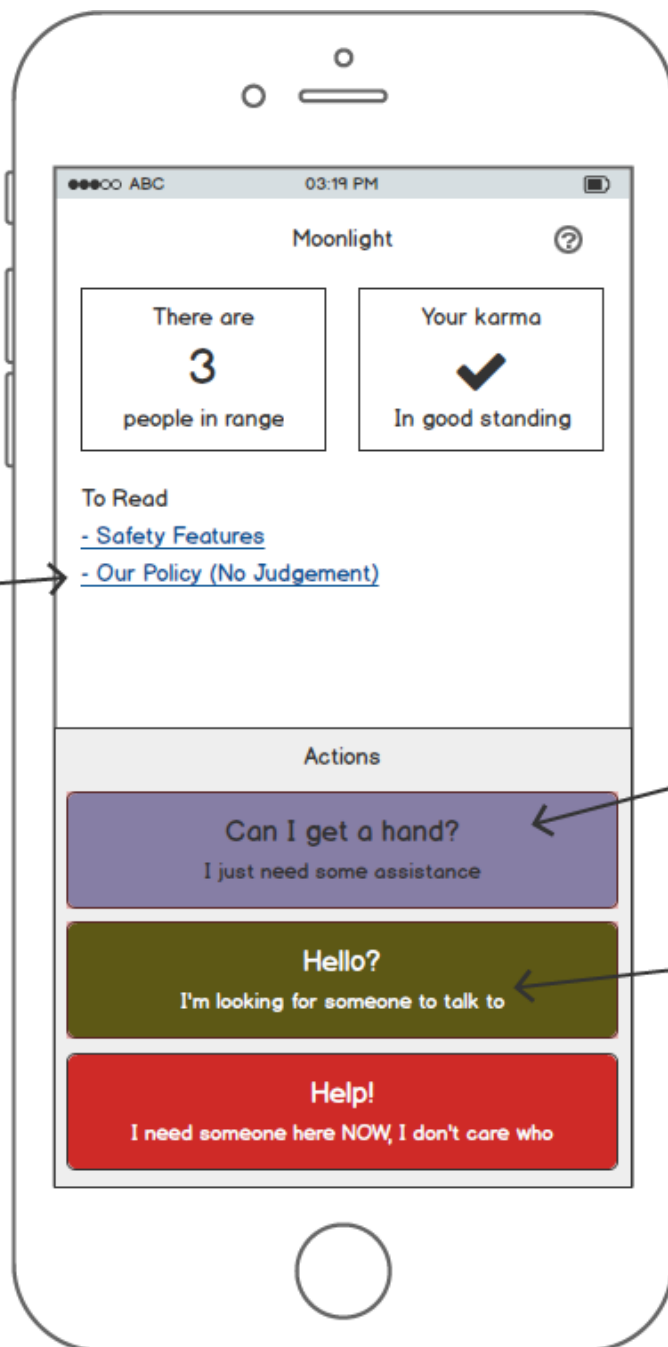 ABC 03:19 PM
Moonlight ?
There are
3
people in range
Your karma
In good standing
To Read
- Safety Features
- Our Policy (No Judgement)
Actions
Can I get a hand?
I just need some assistance
Hello?
I'm looking for someone to talk to
Help!
I need someone here NOW, I don't care who